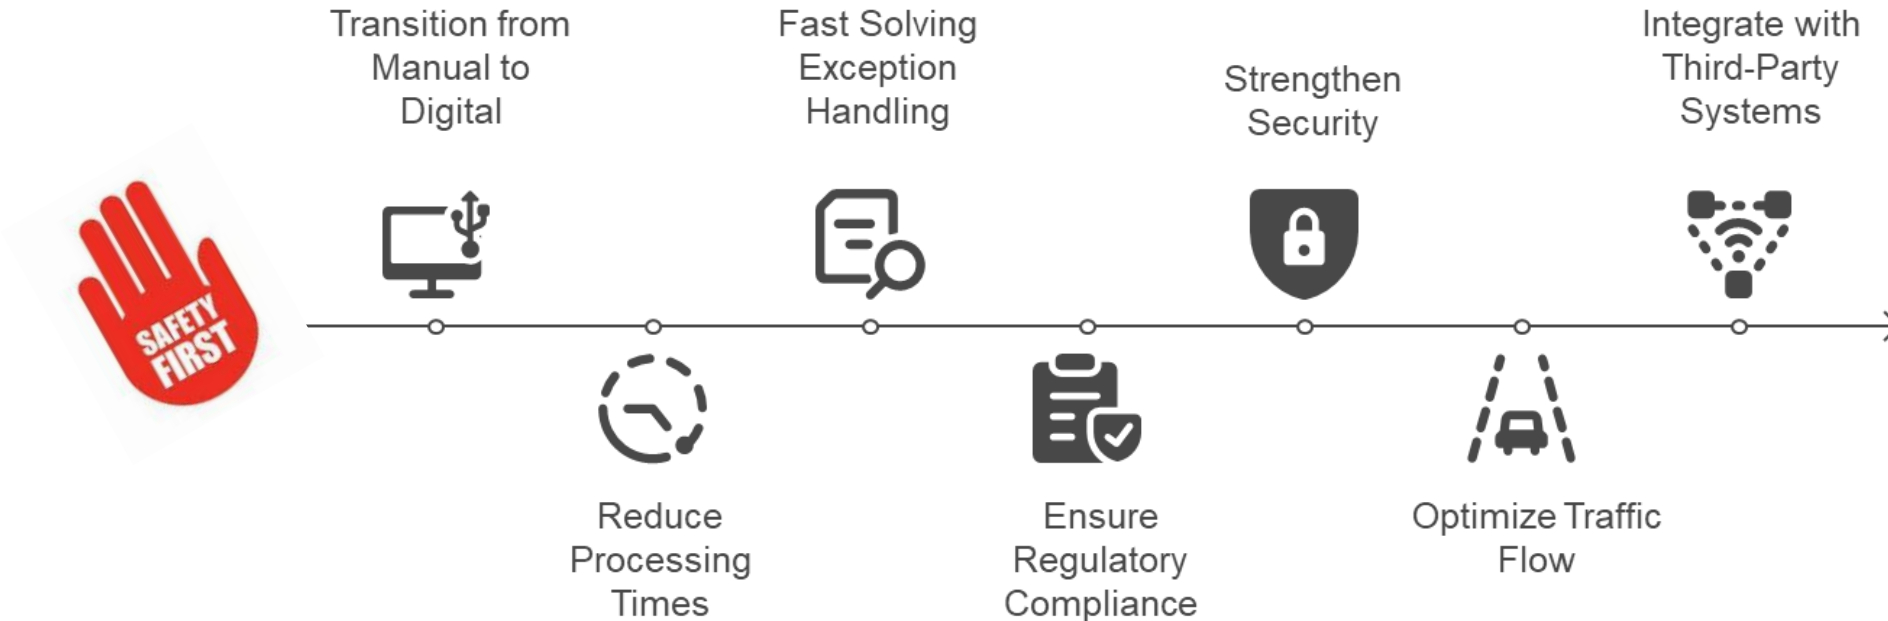 SAFETY
FIRST
Transition from
Manual to
Digital
Reduce
Processing
Times
Fast Solving
Exception
Handling
Ensure
Regulatory
Compliance
Strengthen
Security
Optimize Traffic
Flow
Integrate with
Third-Party
Systems